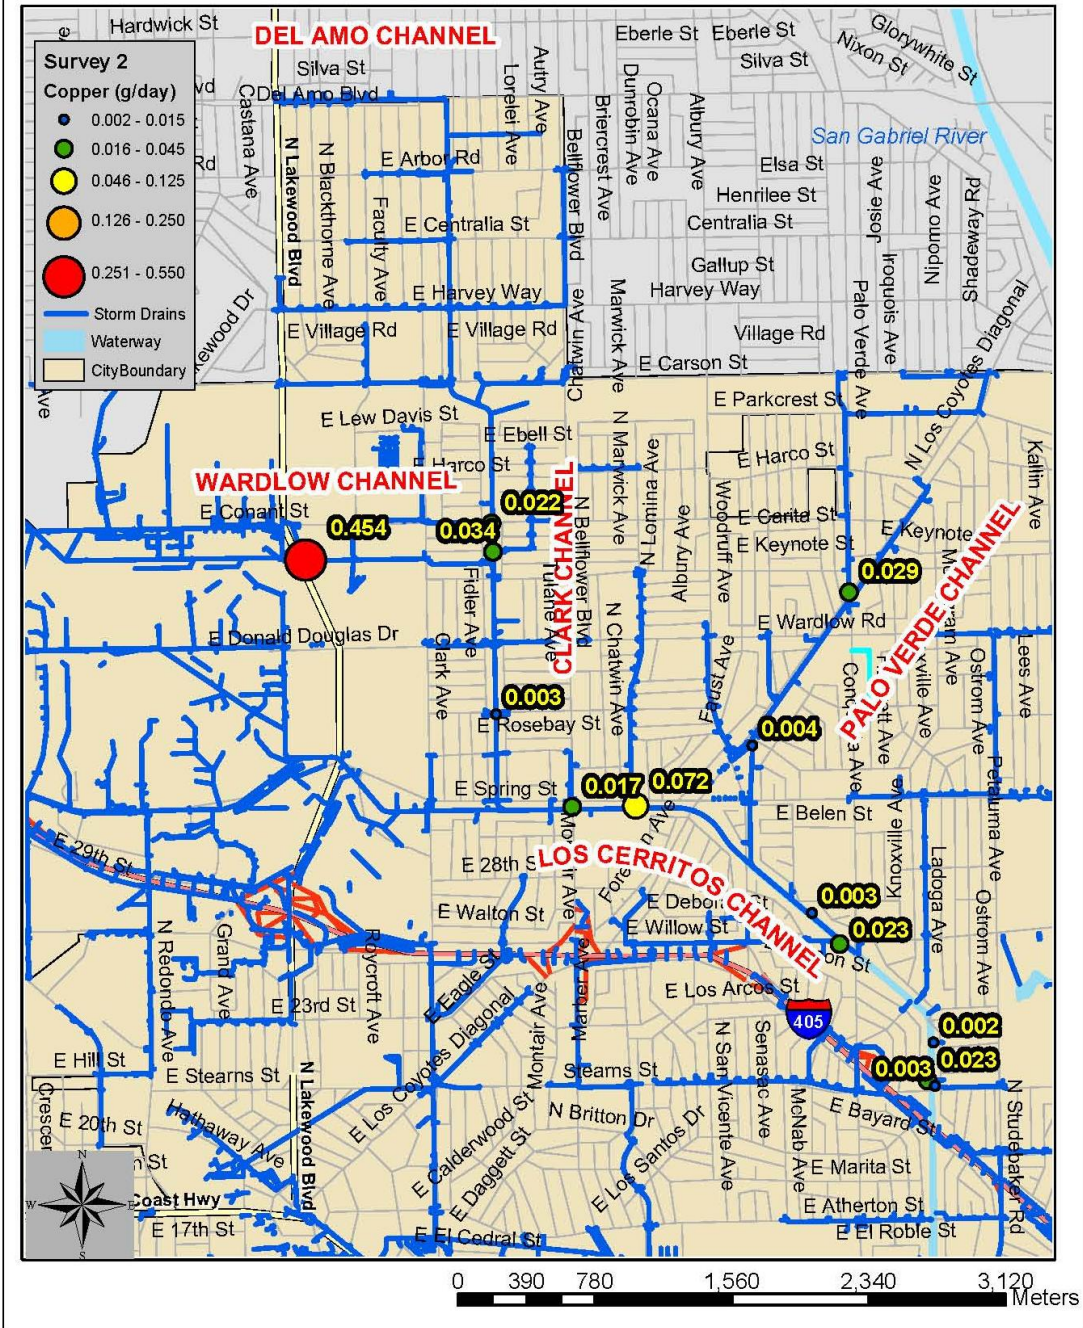 DEL AMO CHANNEL
Hardwick St
Eberle St
Eberle St
Glorywhite St
Nixon St
Silva St
Silva St
Survey 2
Copper (g/day)
0.002 - 0.015
0.016 - 0.045
0.046 - 0.125
0.126 - 0.250
0.251 - 0.550
Storm Drains
Waterway
CityBoundary
Del Amo Blvd
Castana Ave
N Lakewood Blvd
N Blackthorne Ave
Faculty Ave
Lorelei Ave
Autry Ave
Bellflower Blvd
Briercrest Ave
Dunrobin Ave
Ocana Ave
Albury Ave
San Gabriel River
E Arbor Rd
Elsa St
Henrilee St
Josie Ave
Nipomo Ave
Shadeway Rd
E Centralia St
Centralia St
Gallup St
Iroquois Ave
E Harvey Way
Harvey Way
Marwick Ave
Palo Verde Ave
E Village Rd
E Village Rd
Village Rd
Chatwin Ave
E Carson St
N Los Coyotes Diagonal
E Parkcrest St
E Lew Davis St
E Ebell St
N Marwick Ave
N Lomina Ave
Kallin Ave
E Harco St
E Harco St
WARDLOW CHANNEL
CLARK CHANNEL
PALO VERDE CHANNEL
E Conant St
0.454
0.034
0.022
N Bellflower Blvd
Albury Ave
Woodruff Ave
E Carita St
E Keynote St
E Keynote
0.029
Fidler Ave
Tulane Ave
E Wardlow Rd
E Donald Douglas Dr
Clark Ave
N Chatwin Ave
Faust Ave
Ostrom Ave
Lees Ave
0.003
E Rosebay St
0.004
E Spring St
0.017
0.072
E Belen St
Knoxville Ave
Petaluma Ave
E 29th St
E 28th St
LOS CERRITOS CHANNEL
0.003
Ladoga Ave
Ostrom Ave
E Walton St
E Willow St
0.023
N Redondo Ave
Grand Ave
Roycroft Ave
E Eagle St
E Los Arcos St
405
E 23rd St
E Los Coyotes Diagonal
Montair Ave
0.002
0.023
0.003
E Hill St
E Stearns St
Stearns St
N San Vicente Ave
Senasac Ave
McNab Ave
N Studebaker Rd
N Lakewood Blvd
E 20th St
Hathaway Ave
E Calderwood St
N Britton Dr
E Bayard St
E Daggett St
E Los Santos Dr
E Marita St
Coast Hwy
E Atherton St
E 17th St
E El Cedral St
E El Roble St
N
W
E
S
0 390 780 1,560 2,340 3,120
Meters